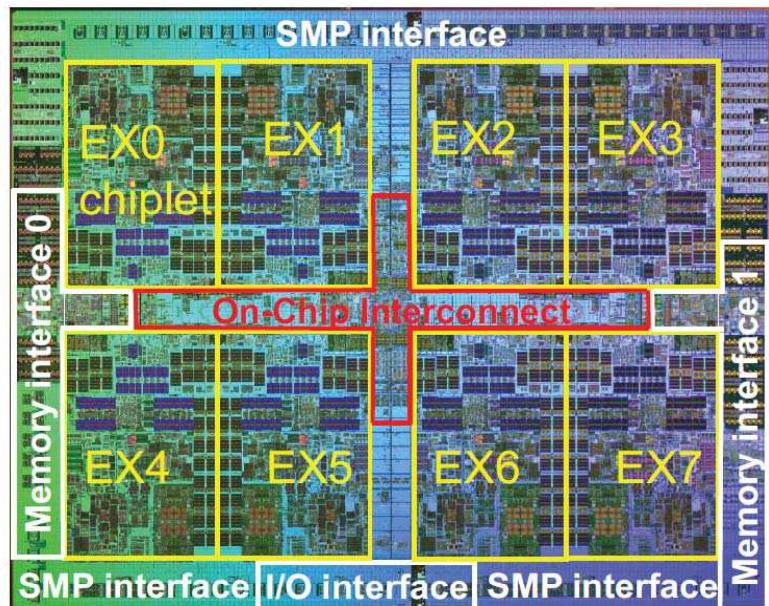 SMP interface
EX0
chiplet
EX1
EX2
EX3
Memory interface 0
On-Chip Interconnect
Memory interface 1
EX4
EX5
EX6
EX7
SMP interface
I/O interface
SMP interface